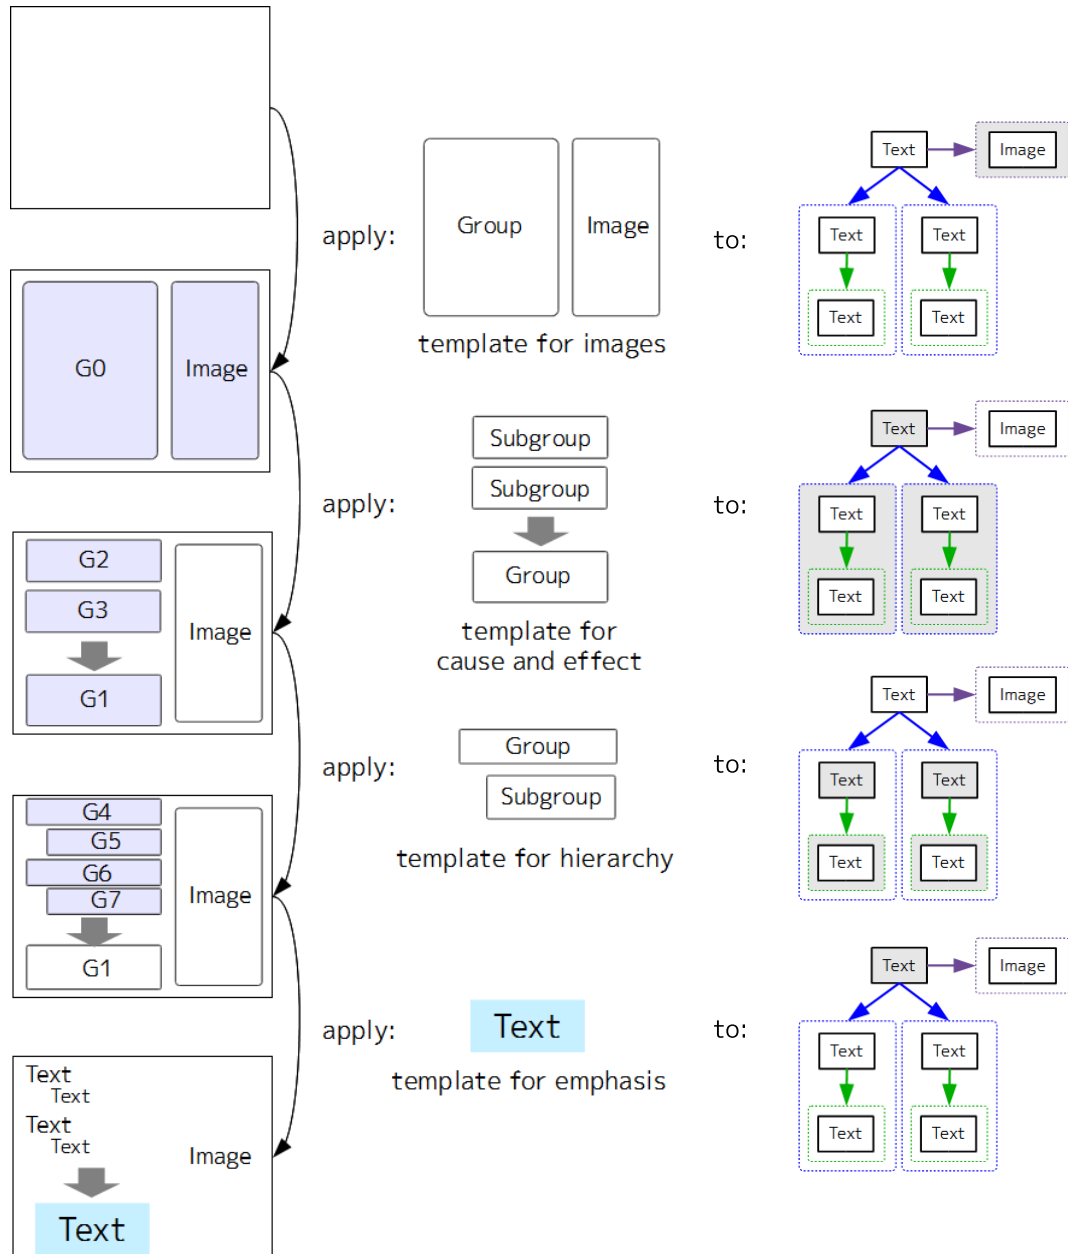 apply:
Group
Image
template for images
to:
Text
Image
Text
Text
Text
Text
G0
Image
apply:
Subgroup
Subgroup
Group
template for
cause and effect
to:
Text
Image
Text
Text
Text
Text
G2
G3
G1
Image
apply:
Group
Subgroup
template for hierarchy
to:
Text
Image
Text
Text
Text
Text
G4
G5
G6
G7
G1
Image
apply:
Text
template for emphasis
to:
Text
Image
Text
Text
Text
Text
Text
Text
Text
Text
Image
Text